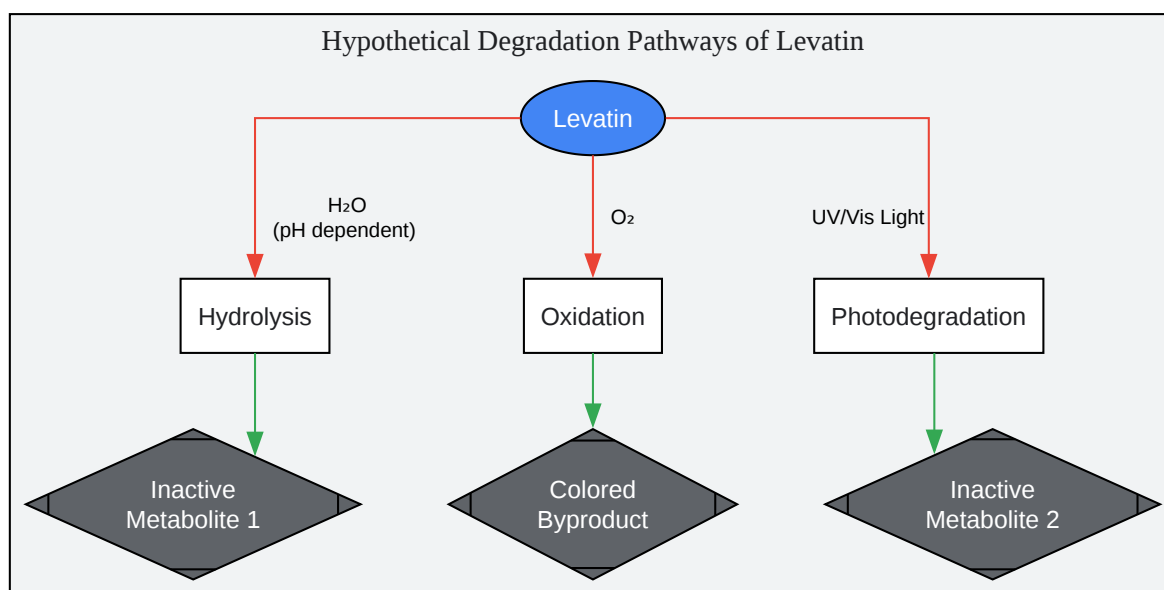 Hypothetical Degradation Pathways of Levatin
Levatin
H₂O
(pH dependent)
O₂
UV/Vis Light
Hydrolysis
Oxidation
Photodegradation
Inactive
Metabolite 1
Colored
Byproduct
Inactive
Metabolite 2